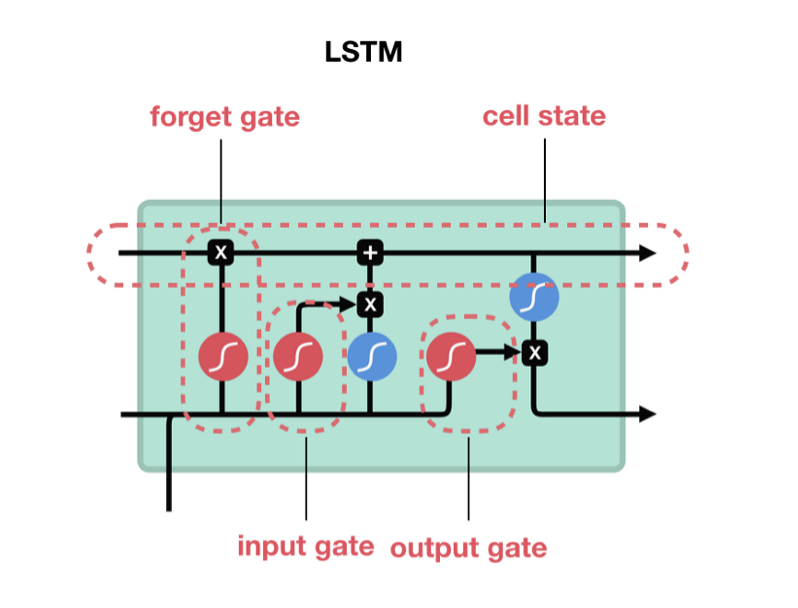 LSTM
forget gate
cell state
X
+
X
X
input gate
output gate